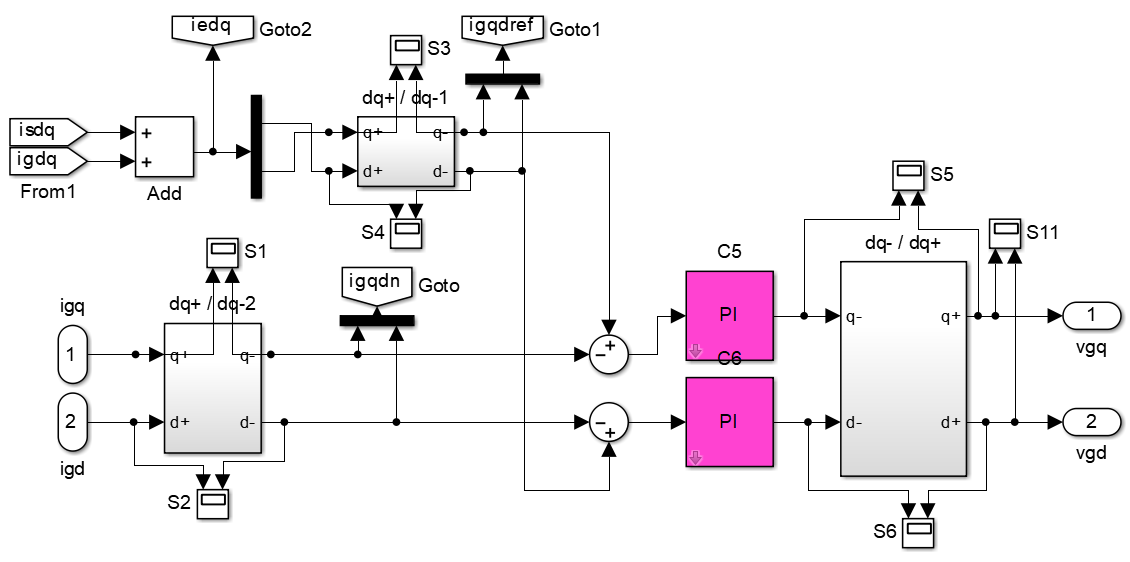 iedq
Goto2
igqdref
Goto1
S3
dq+ / dq-1
isdq
igdq
From1
+
+
Add
q+
q-
d+
d-
S4
S5
dq- / dq+
S11
S1
dq+ / dq-2
igqdn
Goto
C5
PI
igq
1
q+
q-
− +
q-
q+
1
vgq
C6
PI
2
igd
d+
d-
−
+
d-
d+
2
vgd
S2
S6